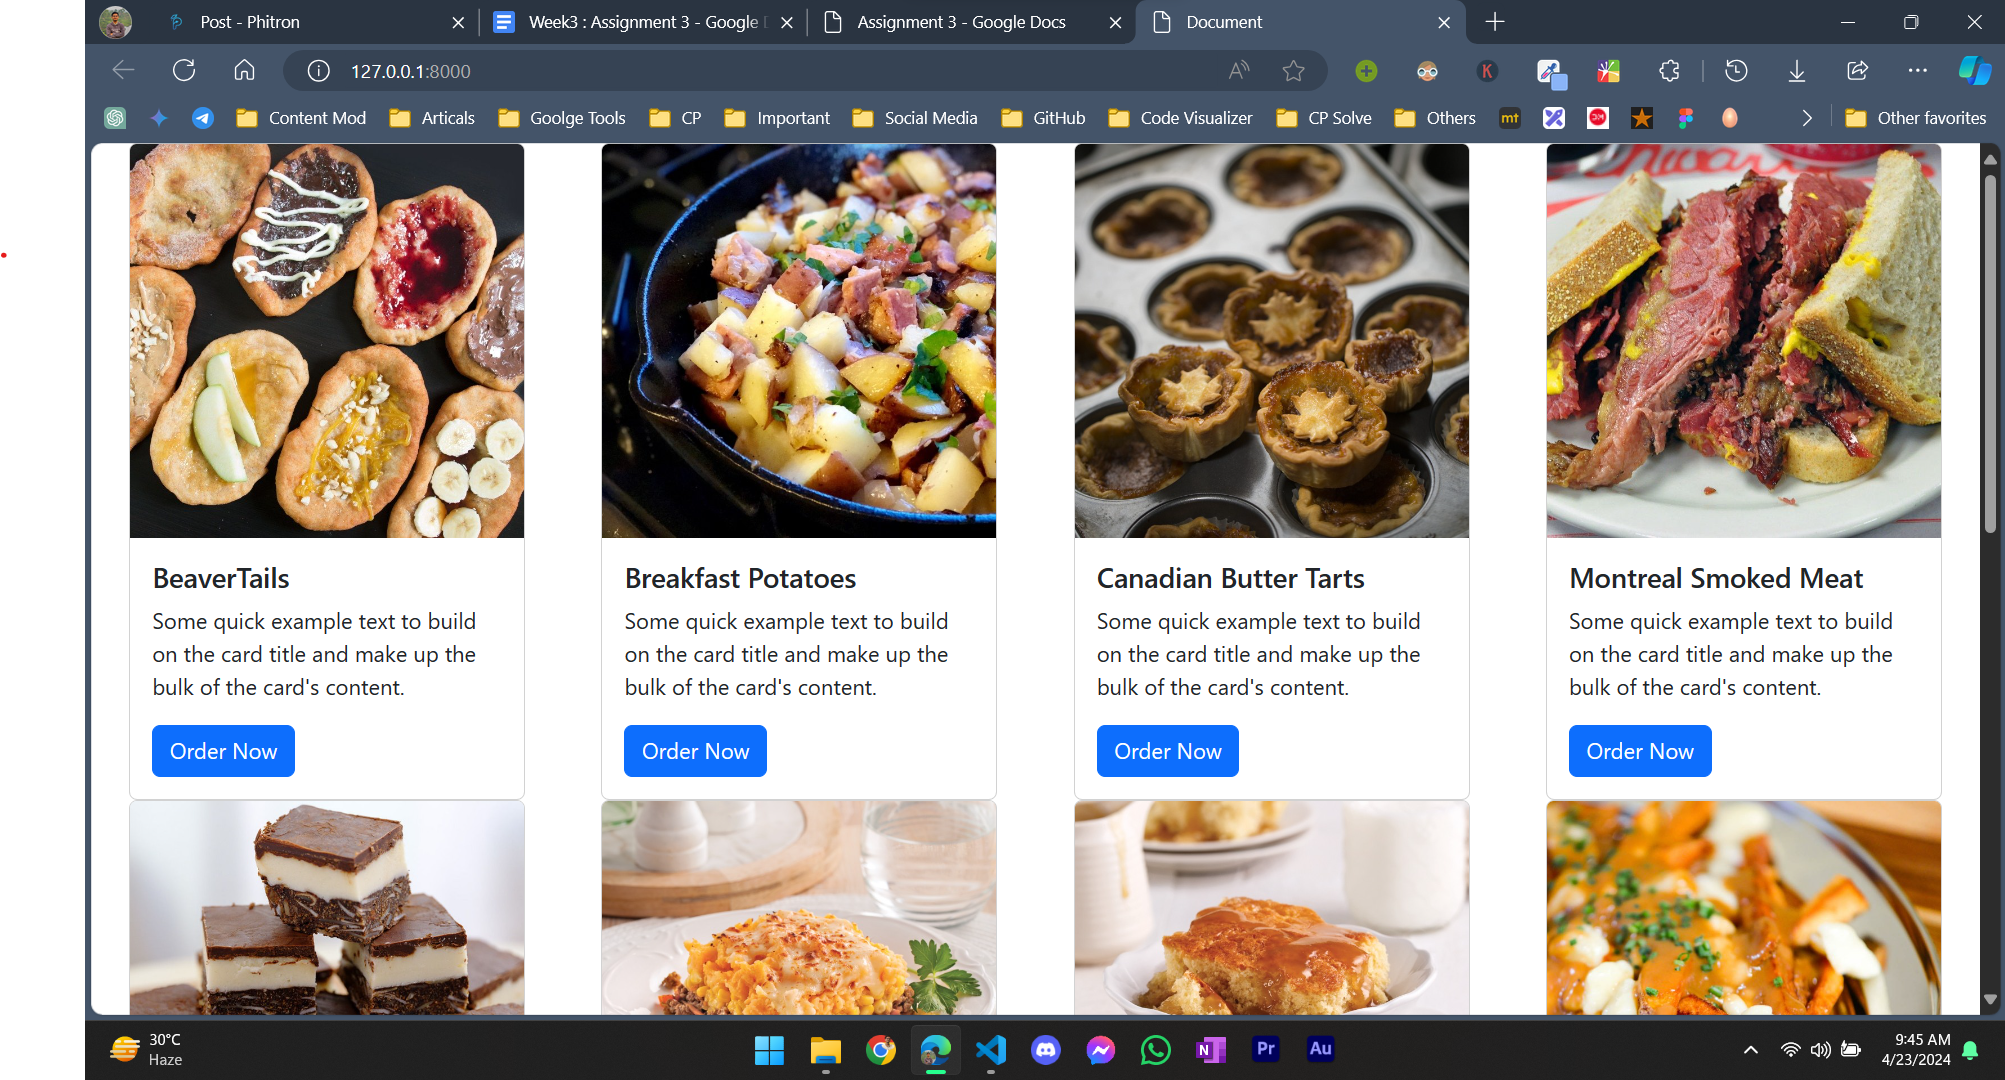 Post - Phitron
Week3 : Assignment 3 - Google
Assignment 3 - Google Docs
Document
127.0.0.1:8000
Content Mod
Articals
Goolge Tools
CP
Important
Social Media
GitHub
Code Visualizer
CP Solve
Others
mt
Other favorites
BeaverTails
Some quick example text to build
on the card title and make up the
bulk of the card's content.
Order Now
Breakfast Potatoes
Some quick example text to build
on the card title and make up the
bulk of the card's content.
Order Now
Canadian Butter Tarts
Some quick example text to build
on the card title and make up the
bulk of the card's content.
Order Now
Montreal Smoked Meat
Some quick example text to build
on the card title and make up the
bulk of the card's content.
Order Now
30°C
Haze
N
Pr
Au
9:45 AM
4/23/2024